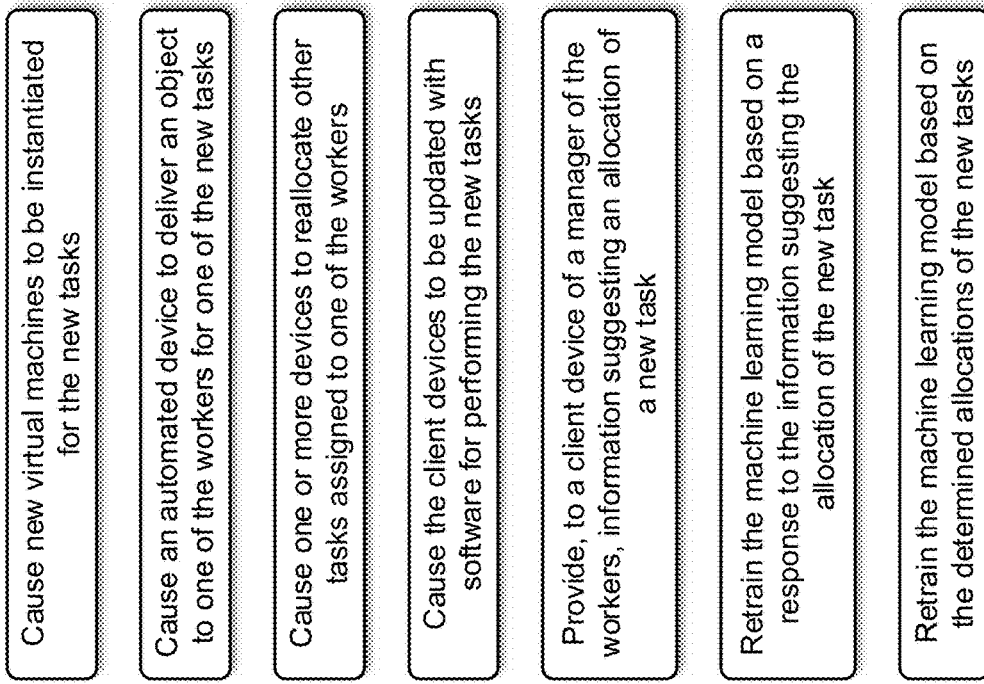 Cause new virtual machines to be instantiated
for the new tasks
Cause an automated device to deliver an object
to one of the workers for one of the new tasks
Cause one or more devices to reallocate other
tasks assigned to one of the workers
Cause the client devices to be updated with
software for performing the new tasks
Provide, to a client device of a manager of the
workers, information suggesting an allocation of
a new task
Retrain the machine learning model based on a
response to the information suggesting the
allocation of the new task
Retrain the machine learning model based on
the determined allocations of the new tasks